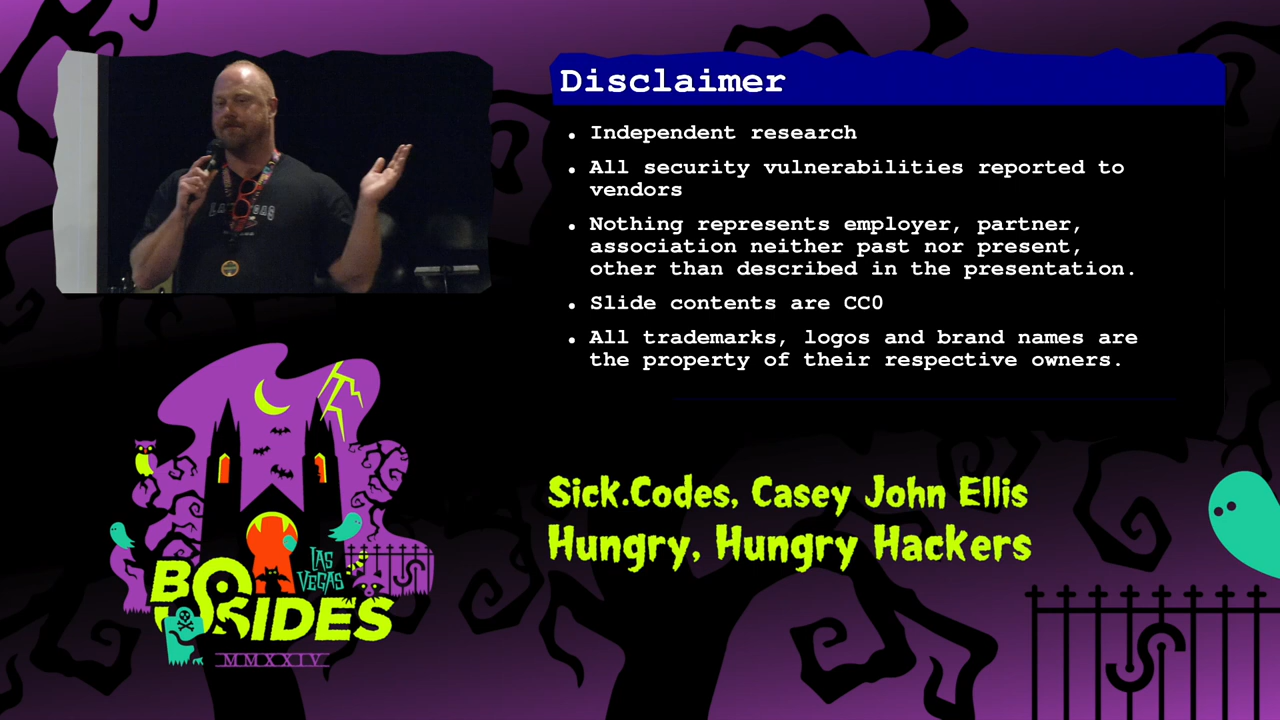 Disclaimer
• Independent research
• All security vulnerabilities reported to
vendors
• Nothing represents employer, partner,
association neither past nor present,
other than described in the presentation.
• Slide contents are CC0
• All trademarks, logos and brand names are
the property of their respective owners.
Sick.Codes, Casey John Ellis
Hungry, Hungry Hackers
LAS
VEGAS
BSIDES
MMXXIV